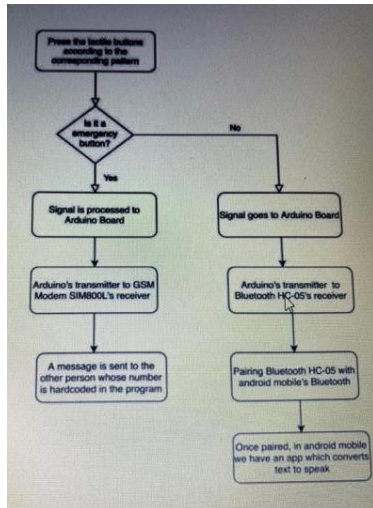 Press the tactile buttons
according to the
corresponding pattern
Is it a
emergency
button?
No
Yes
Signal is processed to
Arduino Board
Signal goes to Arduino Board
Arduino's transmitter to GSM
Modem SIM800L's receiver
Arduino's transmitter to
Bluetooth HC-05's receiver
A message is sent to the
other person whose number
is hardcoded in the program
Pairing Bluetooth HC-05 with
android mobile's Bluetooth
Once paired, in android mobile
we have an app which converts
text to speak